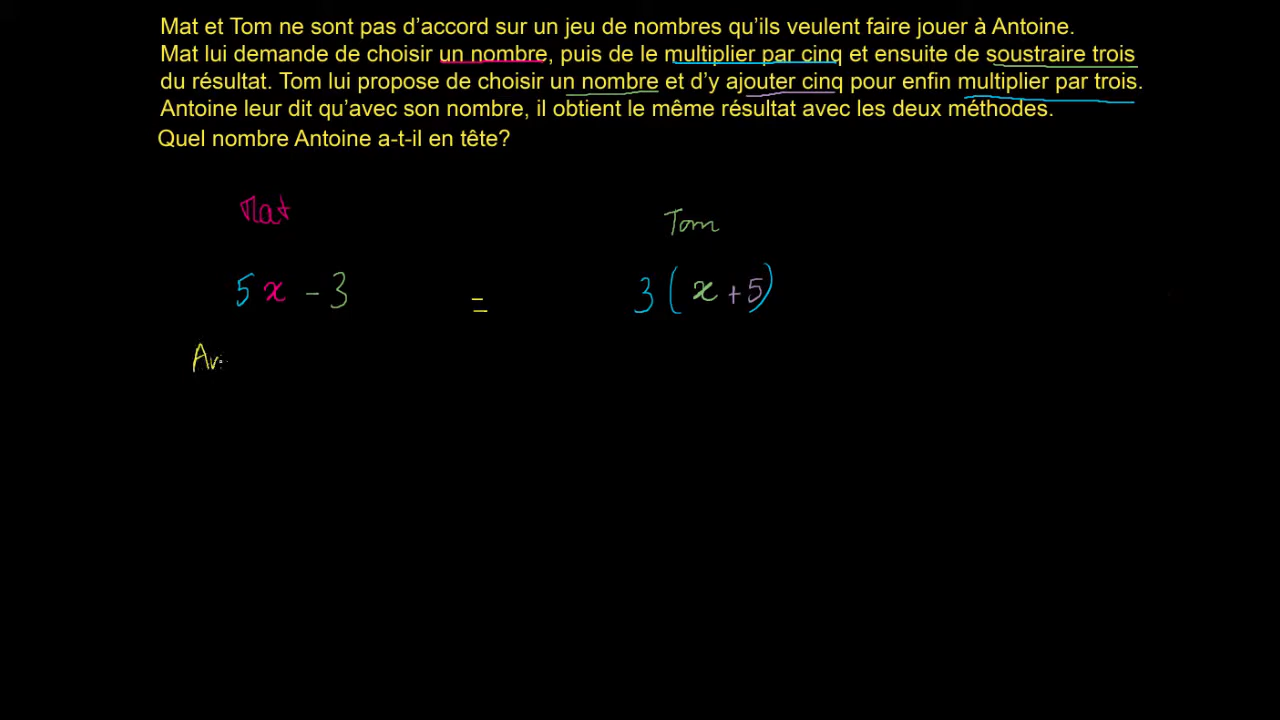 Mat et Tom ne sont pas d’accord sur un jeu de nombres qu’ils veulent faire jouer à Antoine.
Mat lui demande de choisir un nombre, puis de le multiplier par cinq et ensuite de soustraire trois
du résultat. Tom lui propose de choisir un nombre et d’y ajouter cinq pour enfin multiplier par trois.
Antoine leur dit qu’avec son nombre, il obtient le même résultat avec les deux méthodes.
Quel nombre Antoine a-t-il en tête?
Mat Tom
5x - 3 = 3(x+5)